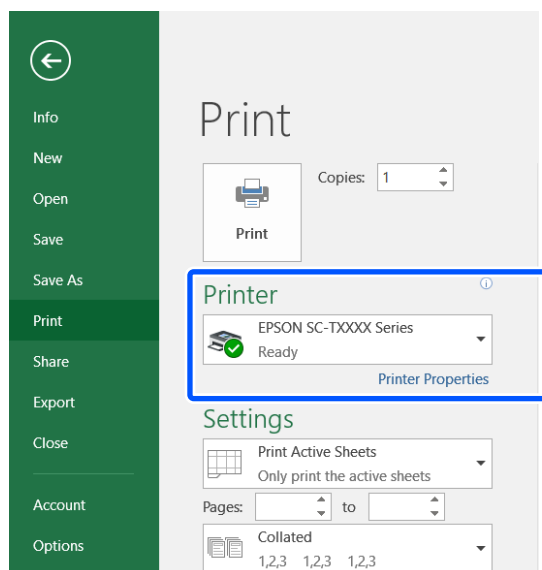 Info
New
Open
Save
Save As
Print
Share
Export
Close
Account
Options
Print
Copies: 1
Print
Printer
EPSON SC-TXXXX Series
Ready
Printer Properties
Settings
Print Active Sheets
Only print the active sheets
Pages: to
Collated
1,2,3 1,2,3 1,2,3